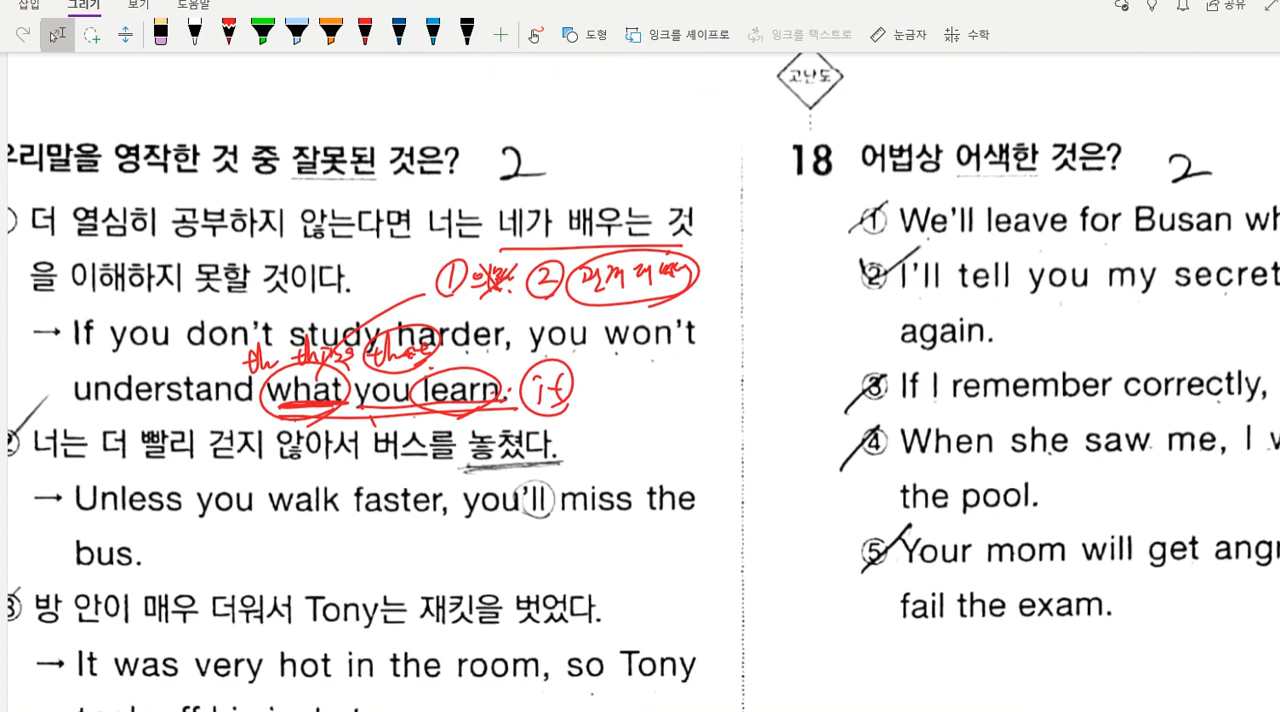 삽입 그리기 보기 도움말 공유
도형 잉크를 셰이프로 잉크를 텍스트로 눈금자 수학
우리말을 영작한 것 중 잘못된 것은? 2
더 열심히 공부하지 않는다면 너는 네가 배우는 것
을 이해하지 못할 것이다. ① ②
→ If you don't study harder, you won't
understand what you learn. if
② 너는 더 빨리 걷지 않아서 버스를 놓쳤다.
→ Unless you walk faster, you'll miss the
bus.
③ 방 안이 매우 더워서 Tony는 재킷을 벗었다.
→ It was very hot in the room, so Tony
고난도
18 어법상 어색한 것은? 2
① We'll leave for Busan wh
② I'll tell you my secret
again.
③ If I remember correctly,
④ When she saw me, I w
the pool.
⑤ Your mom will get angr
fail the exam.